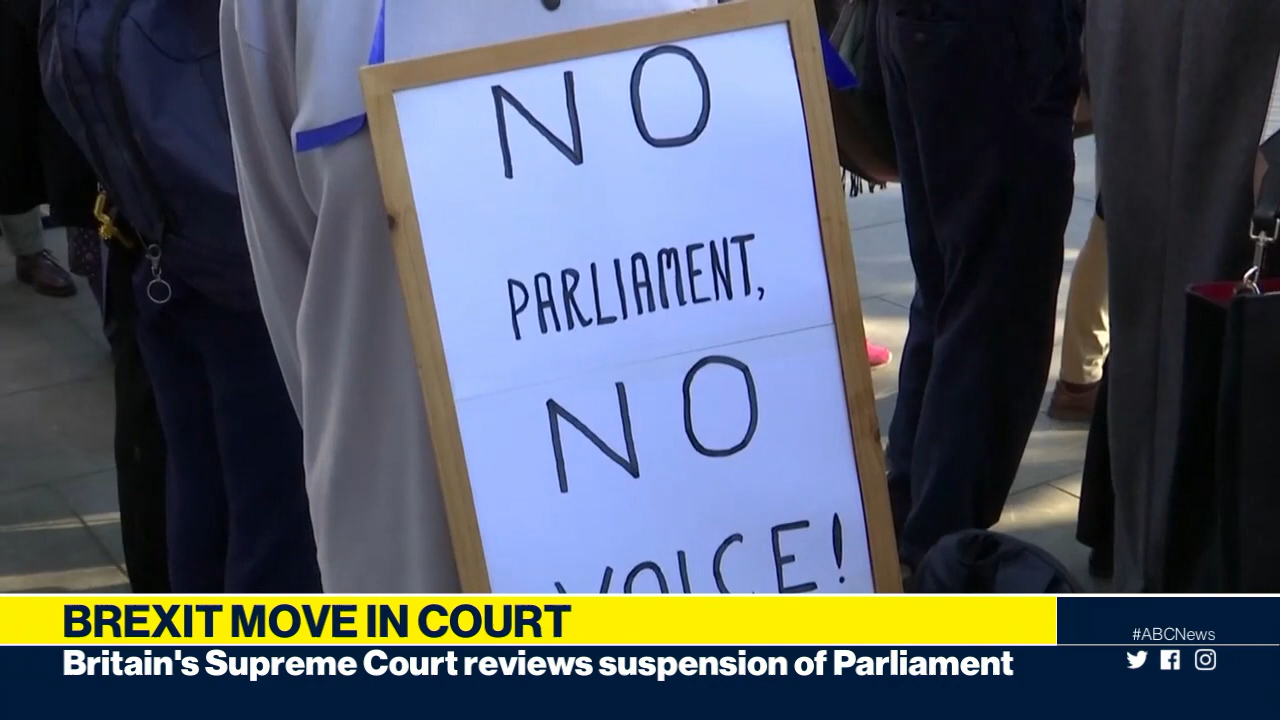 NO
PARLIAMENT,
NO
VOICE!
BREXIT MOVE IN COURT
#ABCNews
Britain's Supreme Court reviews suspension of Parliament